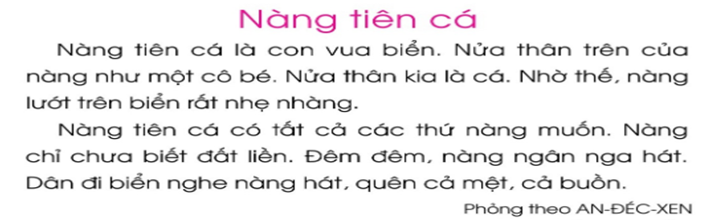 Nàng tiên cá
Nàng tiên cá là con vua biển. Nửa thân trên của
nàng như một cô bé. Nửa thân kia là cá. Nhờ thế, nàng
lướt trên biển rất nhẹ nhàng.
Nàng tiên cá có tất cả các thứ nàng muốn. Nàng
chỉ chưa biết đất liền. Đêm đêm, nàng ngân nga hát.
Dân đi biển nghe nàng hát, quên cả mệt, cả buồn.
Phỏng theo AN-ĐÉC-XEN